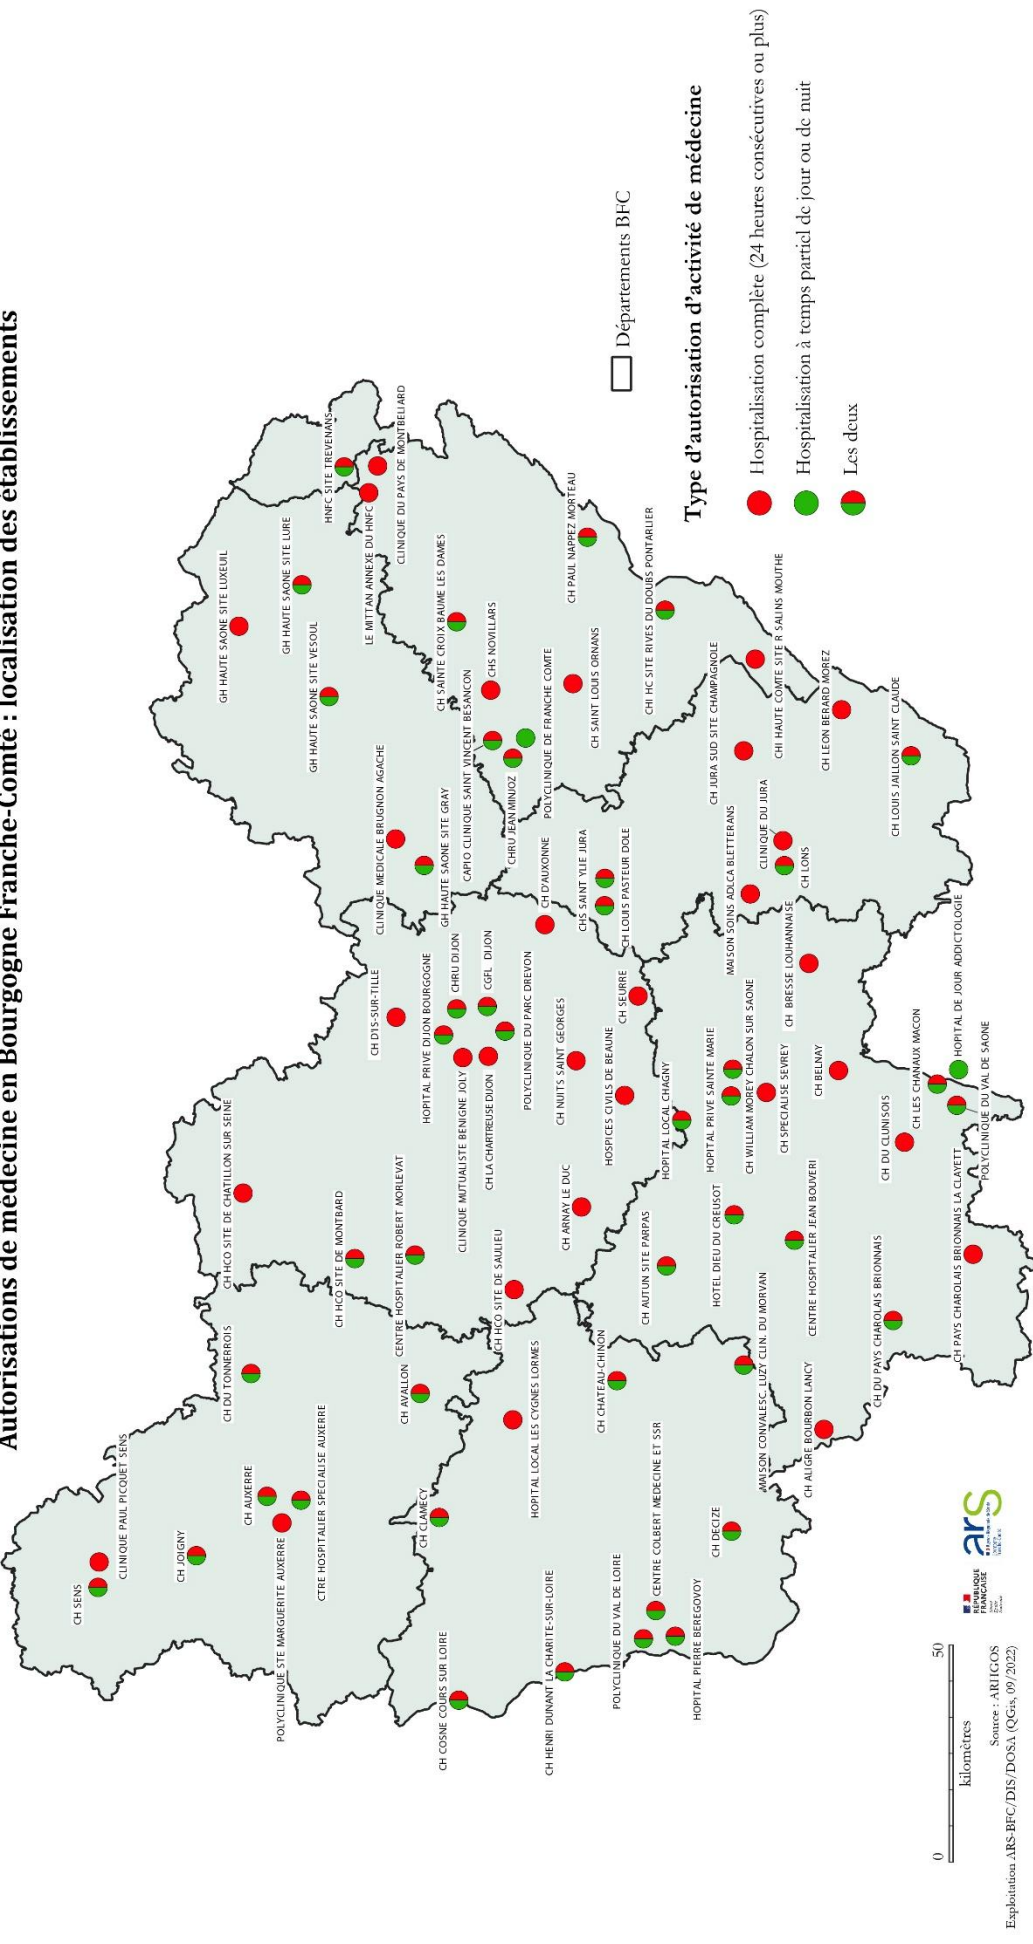 Autorisations de médecine en Bourgogne Franche-Comté : localisation des établissements
CH SENS
CLINIQUE PAUL PICQUET SENS
CH JOIGNY
CH AUXERRE
POLYCLINIQUE STE MARGUERITE AUXERRE
CTRE HOSPITALIER SPECIALISE AUXERRE
CH DU TONNERROIS
CH AVALLON
CH HCO SITE DE CHATILLON SUR SEINE
CH HCO SITE DE MONTBARD
CENTRE HOSPITALIER ROBERT MORLEVAT
CH HCO SITE DE SAULIEU
CH D'IS-SUR-TILLE
HOPITAL PRIVE DIJON BOURGOGNE
CHRU DIJON
CLINIQUE MUTUALISTE BENIGNE JOLY
CGFL DIJON
CH LA CHARTREUSE DIJON
POLYCLINIQUE DU PARC DREVON
CH D'AUXONNE
CH NUITS SAINT GEORGES
CH ARNAY LE DUC
HOSPICES CIVILS DE BEAUNE
CH SEURRE
GH HAUTE SAONE SITE LUXEUIL
GH HAUTE SAONE SITE LURE
GH HAUTE SAONE SITE VESOUL
CLINIQUE MEDICALE BRUGNON AGACHE
GH HAUTE SAONE SITE GRAY
HNFC SITE TREVENANS
LE MITTAN ANNEXE DU HNFC
CLINIQUE DU PAYS DE MONTBELIARD
CH SAINTE CROIX BAUME LES DAMES
CAPIO CLINIQUE SAINT VINCENT BESANCON
CHS NOVILLARS
CHRU JEAN MINJOZ
POLYCLINIQUE DE FRANCHE COMTE
CH PAUL NAPPEZ MORTEAU
CH SAINT LOUIS ORNANS
CHI HC SITE RIVES DU DOUBS PONTARLIER
CHS SAINT YLIE JURA
CH LOUIS PASTEUR DOLE
CH JURA SUD SITE CHAMPAGNOLE
CHI HAUTE COMTE SITE R SALINS MOUTHE
MAISON SOINS ADLCA BLETTERANS
CLINIQUE DU JURA
CH LONS
CH LEON BERARD MOREZ
CH LOUIS JAILLON SAINT CLAUDE
CH CLAMECY
CH COSNE COURS SUR LOIRE
HOPITAL LOCAL LES CYGNES LORMES
CH HENRI DUNANT LA CHARITE-SUR-LOIRE
CH CHATEAU-CHINON
POLYCLINIQUE DU VAL DE LOIRE
CENTRE COLBERT MEDECINE ET SSR
HOPITAL PIERRE BEREGOVOY
CH DECIZE
MAISON CONVALESC. LUZY CLIN. DU MORVAN
HOPITAL LOCAL CHAGNY
CH AUTUN SITE PARPAS
HOPITAL PRIVE SAINTE MARIE
HOTEL DIEU DU CREUSOT
CH WILLIAM MOREY CHALON SUR SAONE
CH SPECIALISE SEVREY
CH BRESSE LOUHANNAISE
CENTRE HOSPITALIER JEAN BOUVERI
CH BELNAY
CH ALIGRE BOURBON LANCY
CH DU PAYS CHAROLAIS BRIONNAIS
CH DU CLUNISOIS
CH LES CHANAUX MACON
HOPITAL DE JOUR ADDICTOLOGIE
CH PAYS CHAROLAIS BRIONNAIS LA CLAYETT
POLYCLINIQUE DU VAL DE SAONE
Départements BFC
Type d'autorisation d'activité de médecine
Hospitalisation complète (24 heures consécutives ou plus)
Hospitalisation à temps partiel de jour ou de nuit
Les deux
0 50
kilomètres
RÉPUBLIQUE
FRANÇAISE
ars
Source : ARHGOS
Exploitation ARS-BFC/DIS/DOSA (QGis, 09/2022)